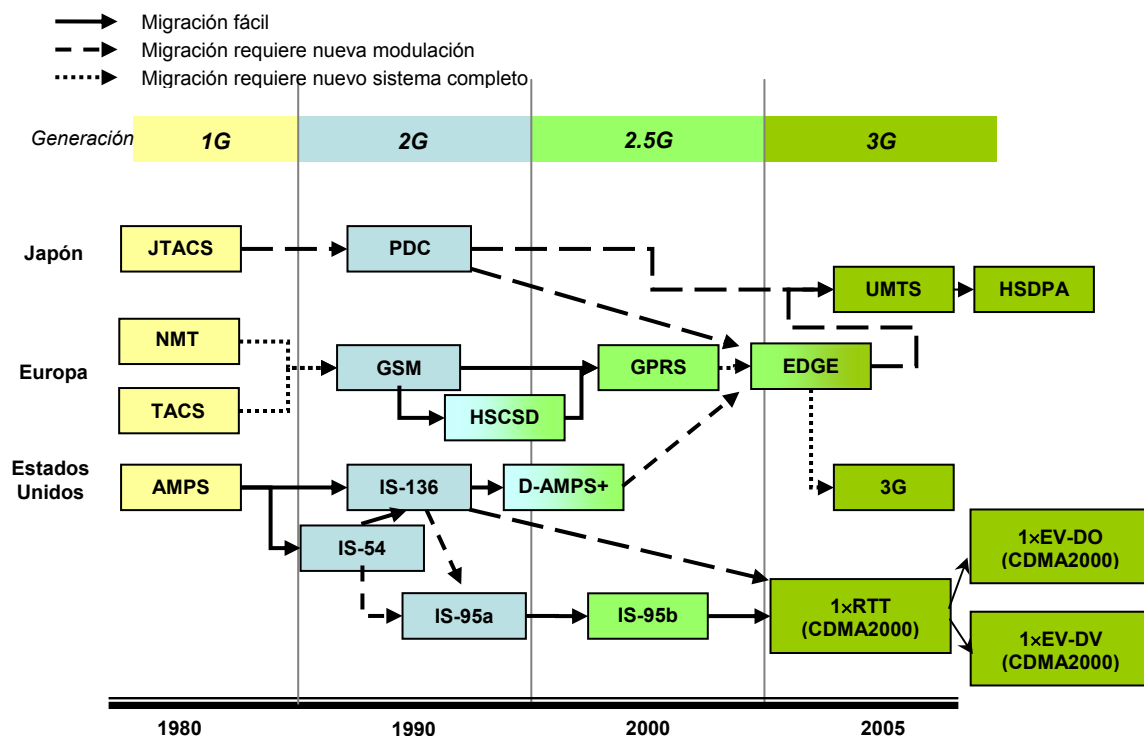 Migración fácil
Migración requiere nueva modulación
Migración requiere nuevo sistema completo
Generación
1G
2G
2.5G
3G
Japón
JTACS
PDC
UMTS
HSDPA
Europa
NMT
TACS
GSM
HSCSD
GPRS
EDGE
Estados
Unidos
AMPS
IS-136
D-AMPS+
3G
IS-54
IS-95a
IS-95b
1×RTT
(CDMA2000)
1×EV-DO
(CDMA2000)
1×EV-DV
(CDMA2000)
1980
1990
2000
2005